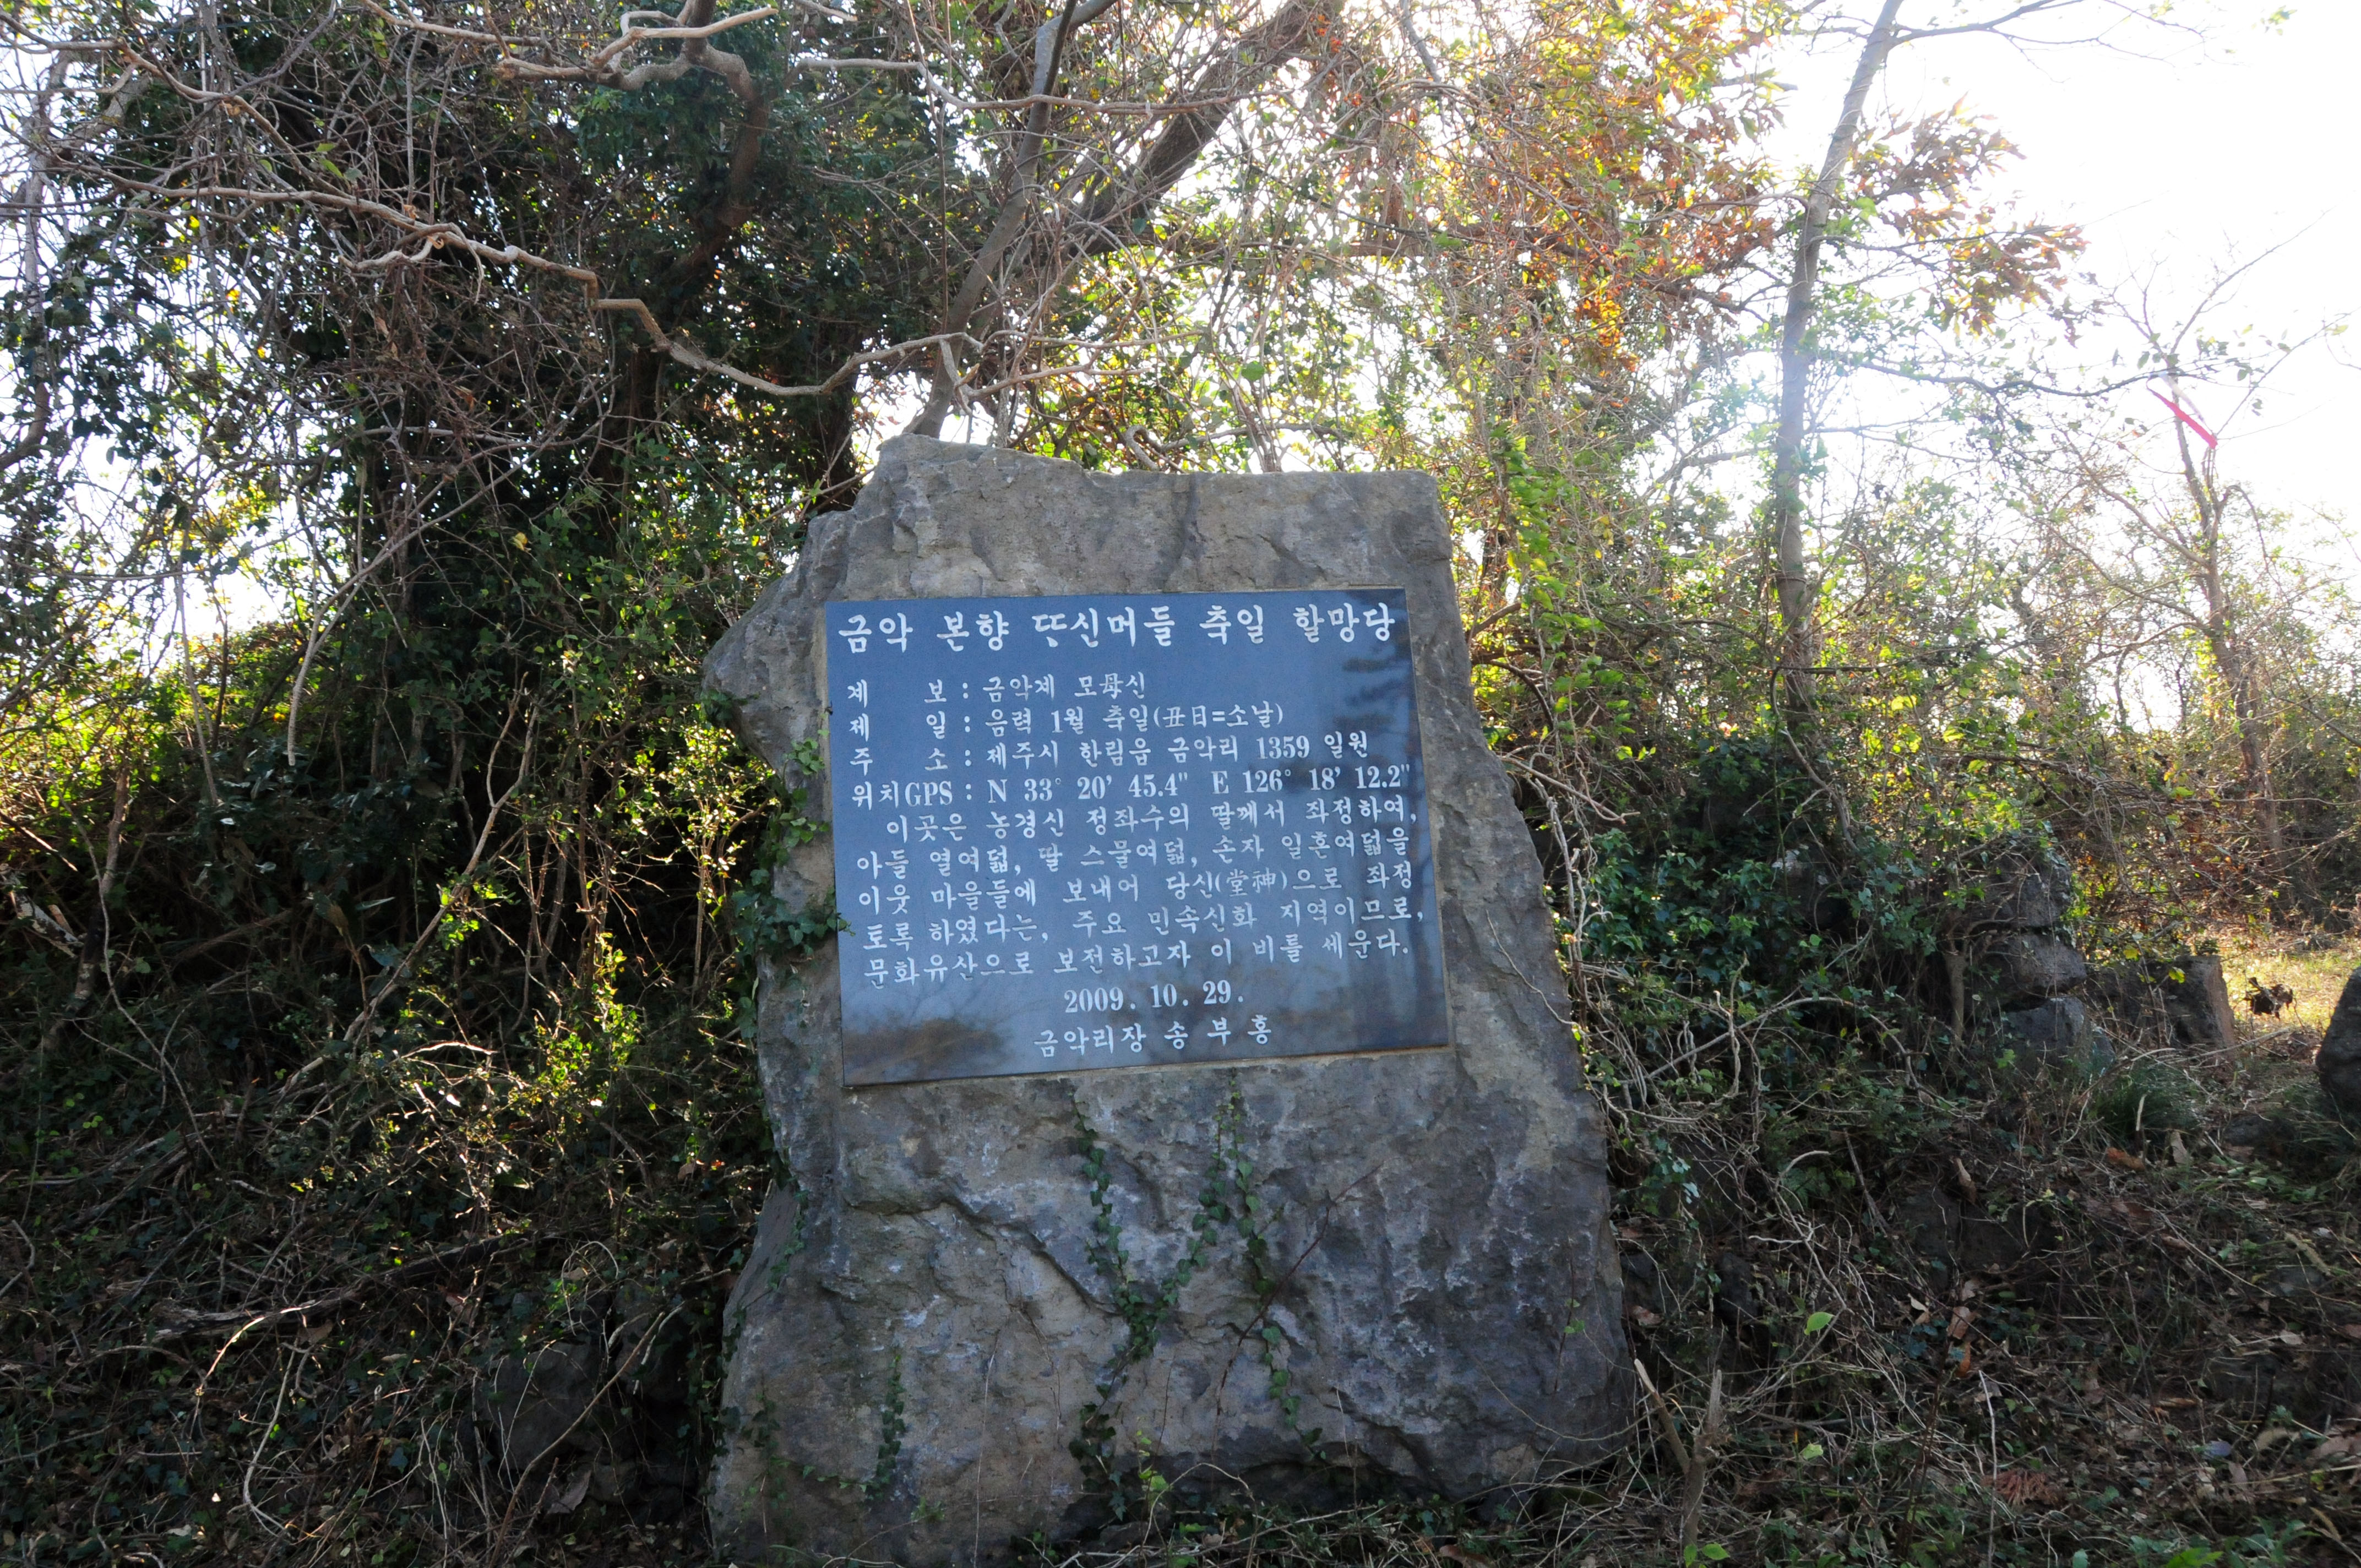 금악 본향 ᄄᆞ신머들 축일 할망당
계 보 : 금악계 모母신
제 일 : 음력 1월 축일(丑日=소날)
주 소 : 제주시 한림읍 금악리 1359 일원
위치GPS : N 33° 20' 45.4" E 126° 18' 12.2"
이곳은 농경신 정좌수의 딸께서 좌정하여,
아들 열여덟, 딸 스물여덟, 손자 일흔여덟을
이웃 마을들에 보내어 당신(堂神)으로 좌정
토록 하였다는, 주요 민속신화 지역이므로,
문화유산으로 보전하고자 이 비를 세운다.
2009. 10. 29.
금악리장 송 부 홍